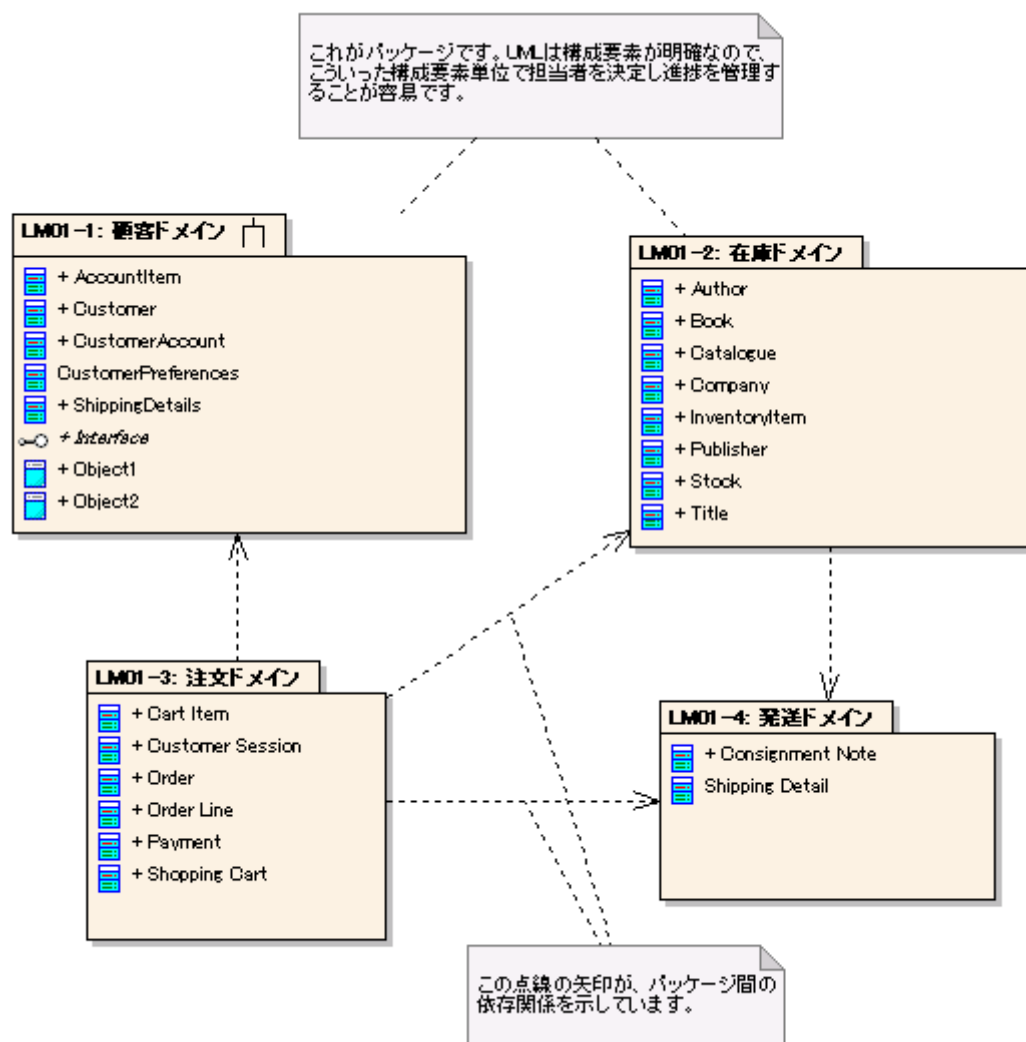 これがパッケージです。UMLは構成要素が明確なので、
こういった構成要素単位で担当者を決定し進捗を管理す
ることが容易です。
LM01-1: 顧客ドメイン
+ AccountItem
+ Customer
+ CustomerAccount
CustomerPreferences
+ ShippingDetails
+ Interface
+ Object1
+ Object2
LM01-2: 在庫ドメイン
+ Author
+ Book
+ Catalogue
+ Company
+ InventoryItem
+ Publisher
+ Stock
+ Title
LM01-3: 注文ドメイン
+ Cart Item
+ Customer Session
+ Order
+ Order Line
+ Payment
+ Shopping Cart
LM01-4: 発送ドメイン
+ Consignment Note
Shipping Detail
この点線の矢印が、パッケージ間の
依存関係を示しています。